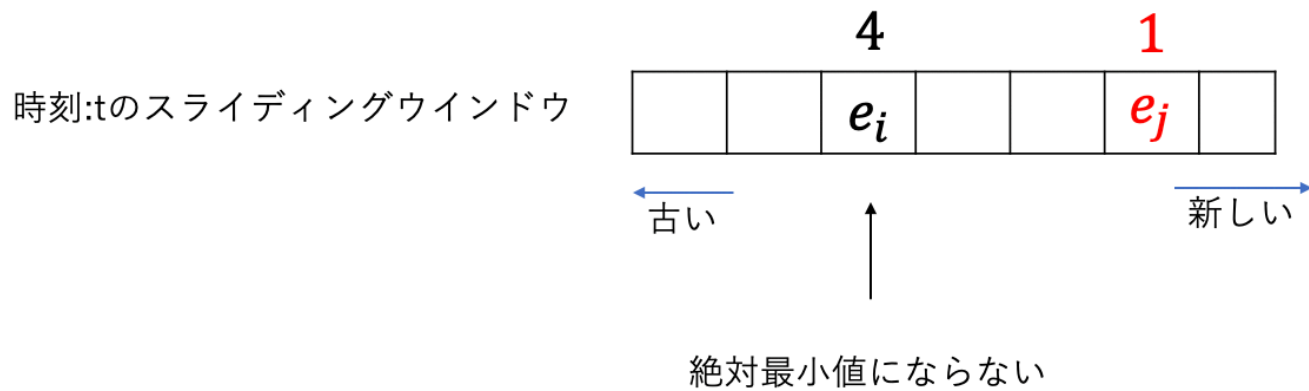 4 1
時刻:tのスライディングウインドウ
e_i e_j
古い
新しい
絶対最小値にならない